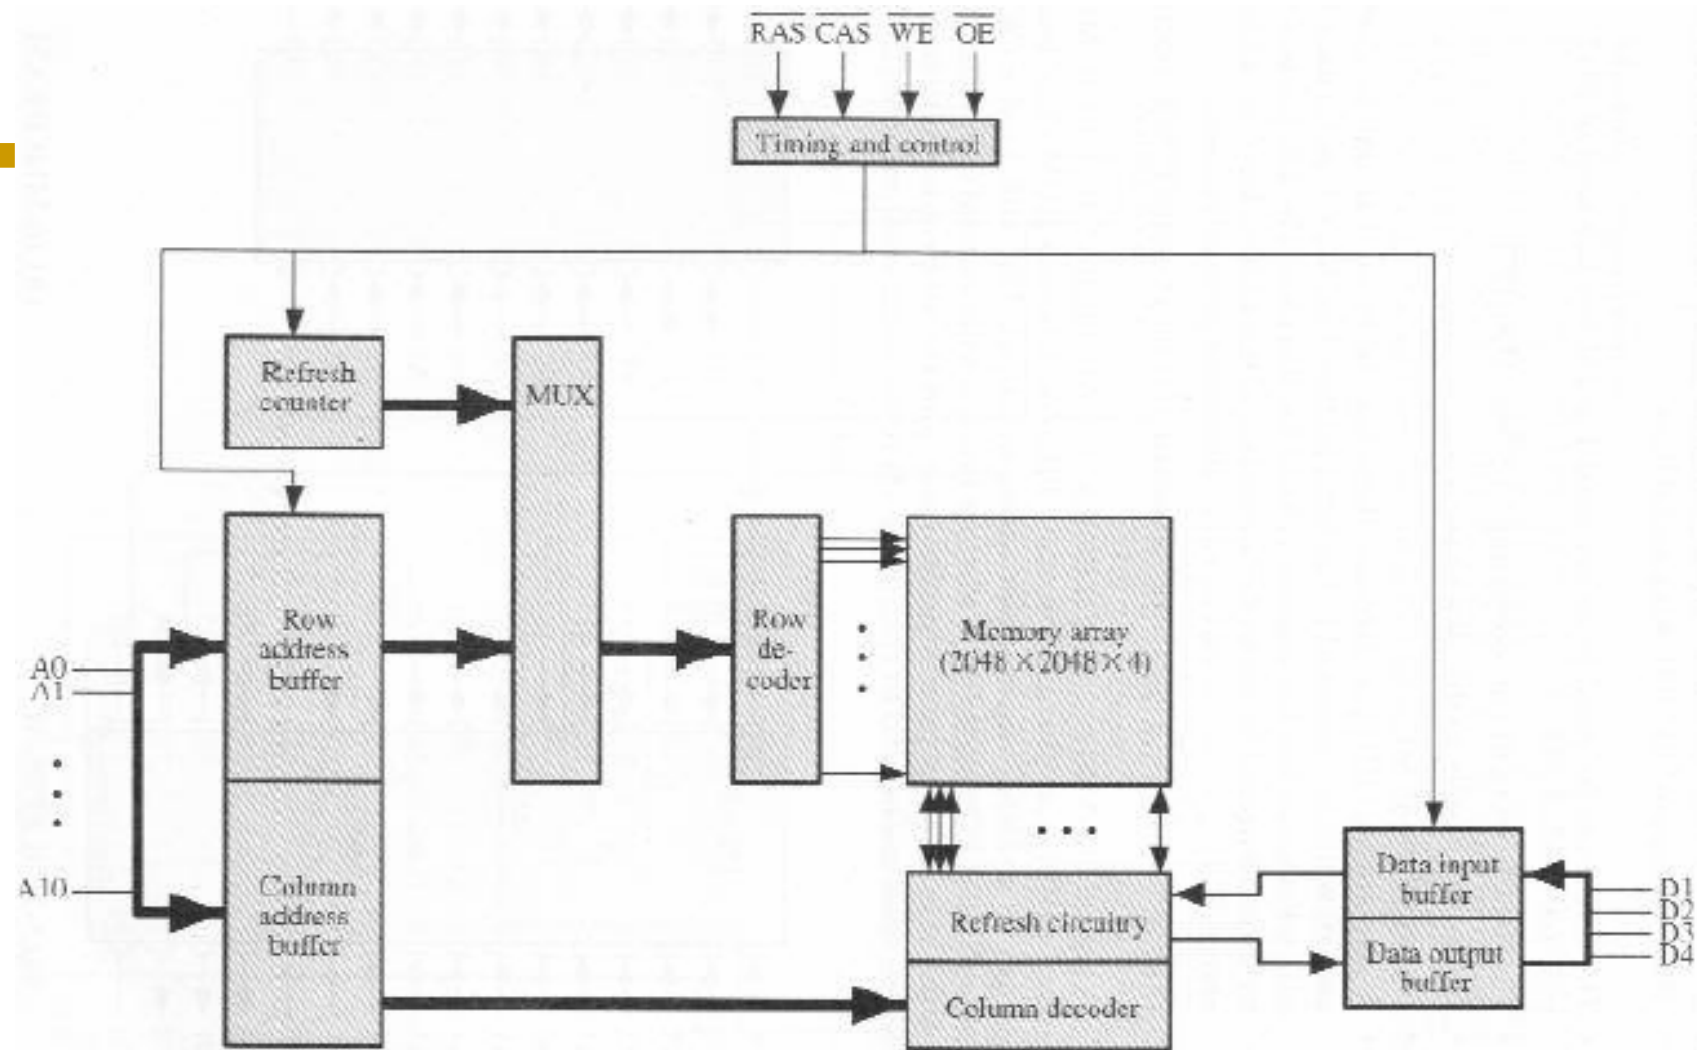 RAS CAS WE OE
Timing and control
Refresh
counter
MUX
Row
address
buffer
Row
de-
coder
Memory array
(2048×2048×4)
A0
A1
A10
Column
address
buffer
Refresh circuitry
Column decoder
Data input
buffer
Data output
buffer
D1
D2
D3
D4